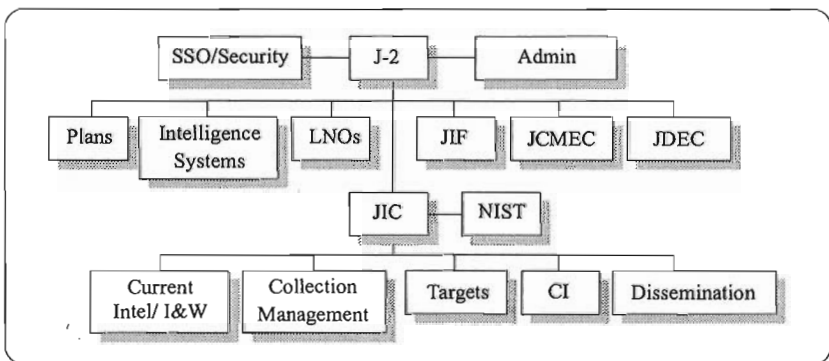 SSO/Security J-2 Admin
Plans Intelligence Systems LNOs JIF JCMEC JDEC
JIC NIST
Current Intel/ I&W Collection Management Targets CI Dissemination